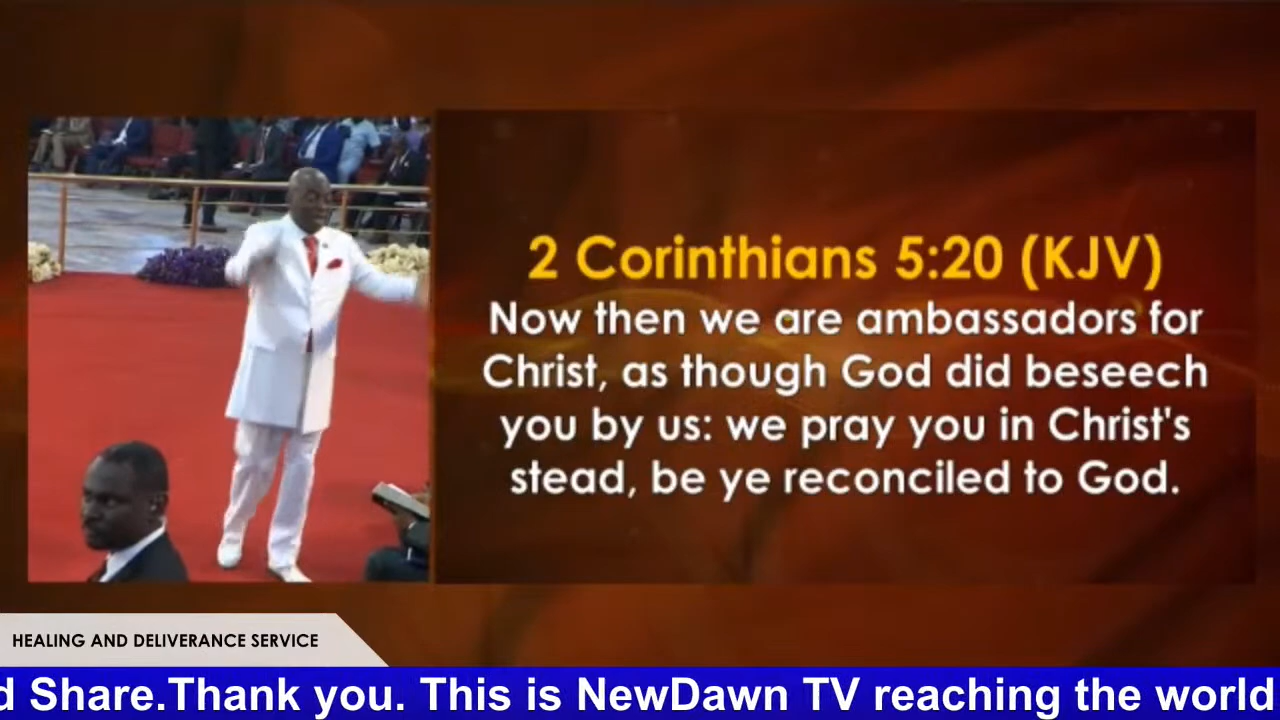 2 Corinthians 5:20 (KJV)
Now then we are ambassadors for
Christ, as though God did beseech
you by us: we pray you in Christ's
stead, be ye reconciled to God.
HEALING AND DELIVERANCE SERVICE
d Share.Thank you. This is NewDawn TV reaching the world